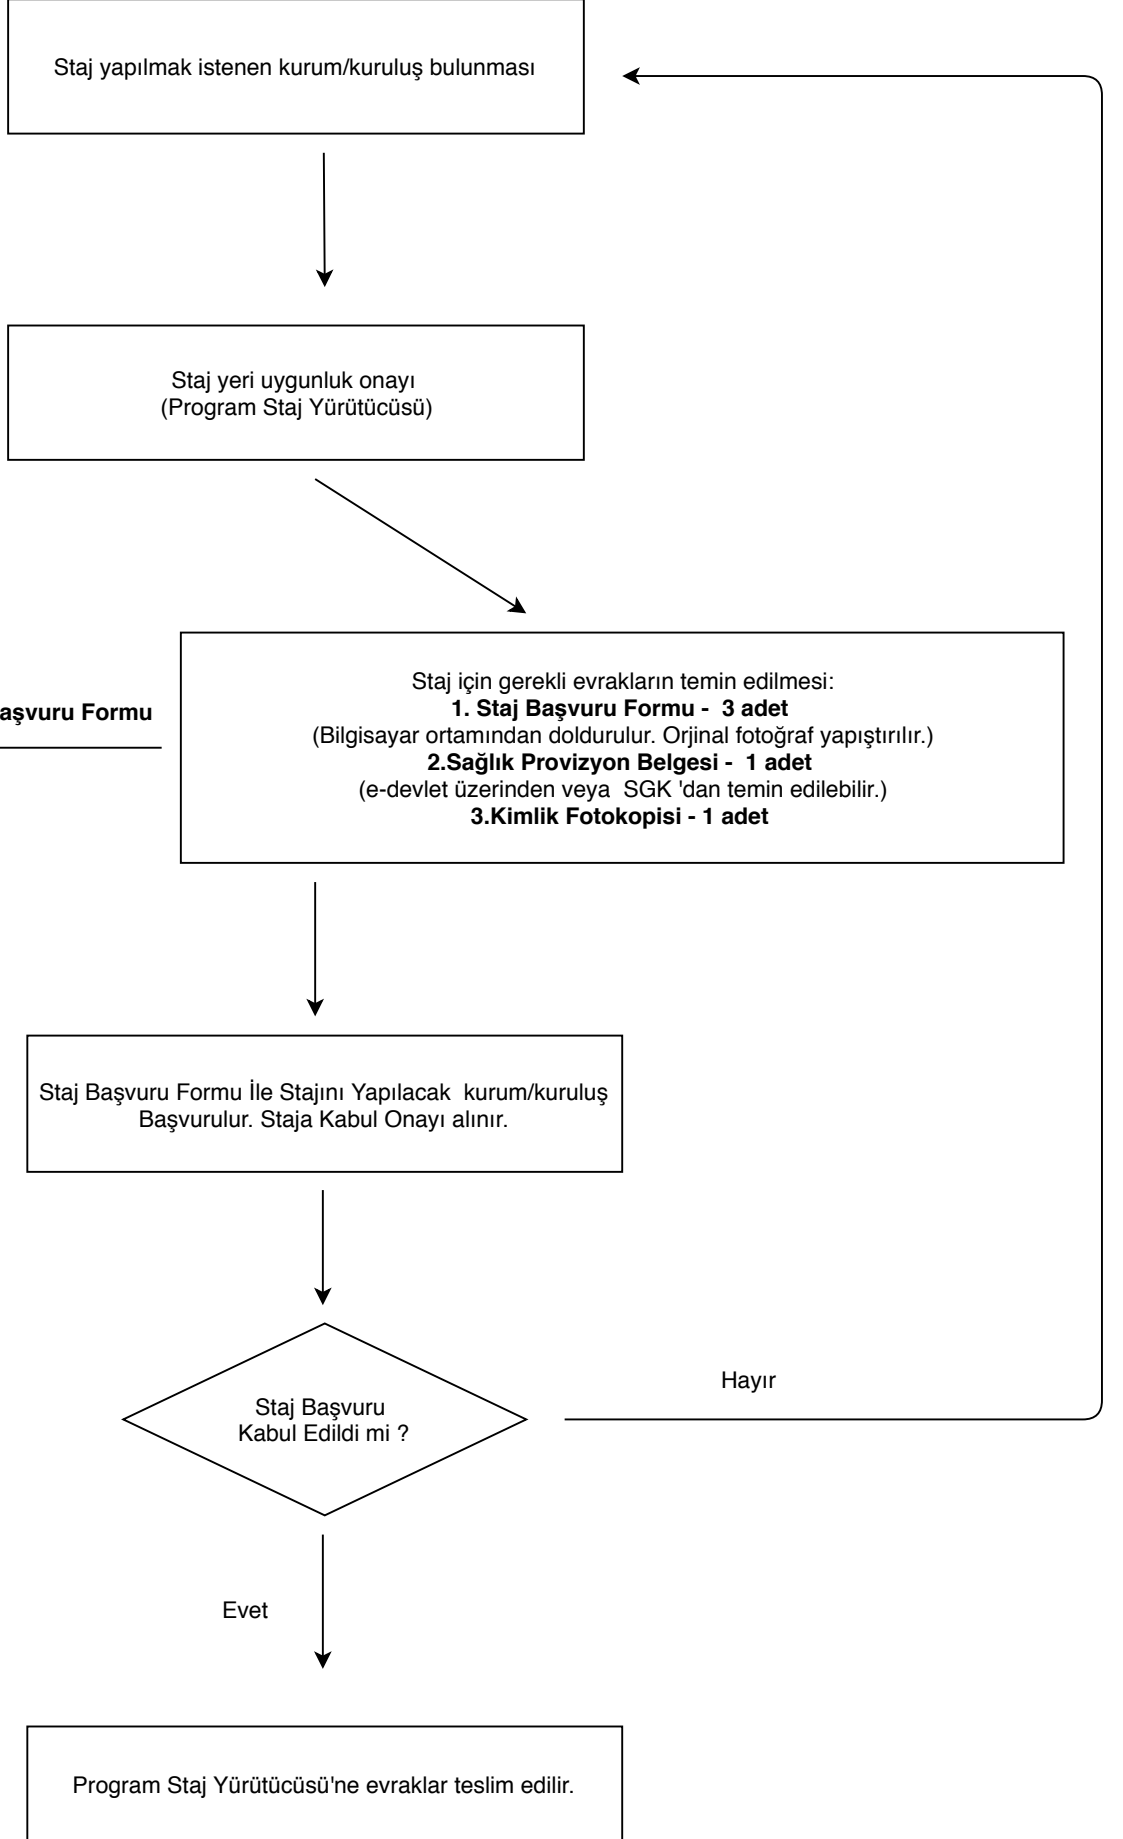 Staj yapılmak istenen kurum/kuruluş bulunması
Staj yeri uygunluk onayı
(Program Staj Yürütücüsü)
Staj için gerekli evrakların temin edilmesi:
1. Staj Başvuru Formu -  3 adet
(Bilgisayar ortamından doldurulur. Orjinal fotoğraf yapıştırılır.)
2.Sağlık Provizyon Belgesi -  1 adet
(e-devlet üzerinden veya  SGK 'dan temin edilebilir.)
3.Kimlik Fotokopisi - 1 adet
aşvuru Formu
Staj Başvuru Formu İle Stajını Yapılacak  kurum/kuruluş
Başvurulur. Staja Kabul Onayı alınır.
Staj Başvuru
Kabul Edildi mi ?
Hayır
Evet
Program Staj Yürütücüsü'ne evraklar teslim edilir.